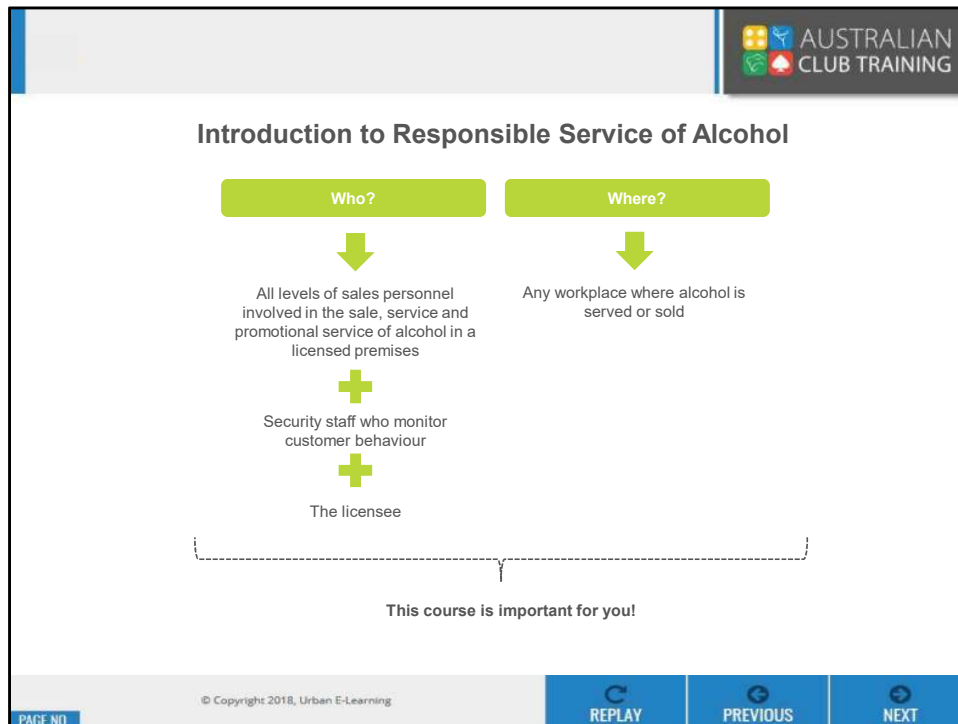 AUSTRALIAN
CLUB TRAINING
Introduction to Responsible Service of Alcohol
Who?
All levels of sales personnel
involved in the sale, service and
promotional service of alcohol in a
licensed premises
Security staff who monitor
customer behaviour
The licensee
Where?
Any workplace where alcohol is
served or sold
This course is important for you!
© Copyright 2018, Urban E-Learning
PAGE NO
REPLAY
PREVIOUS
NEXT